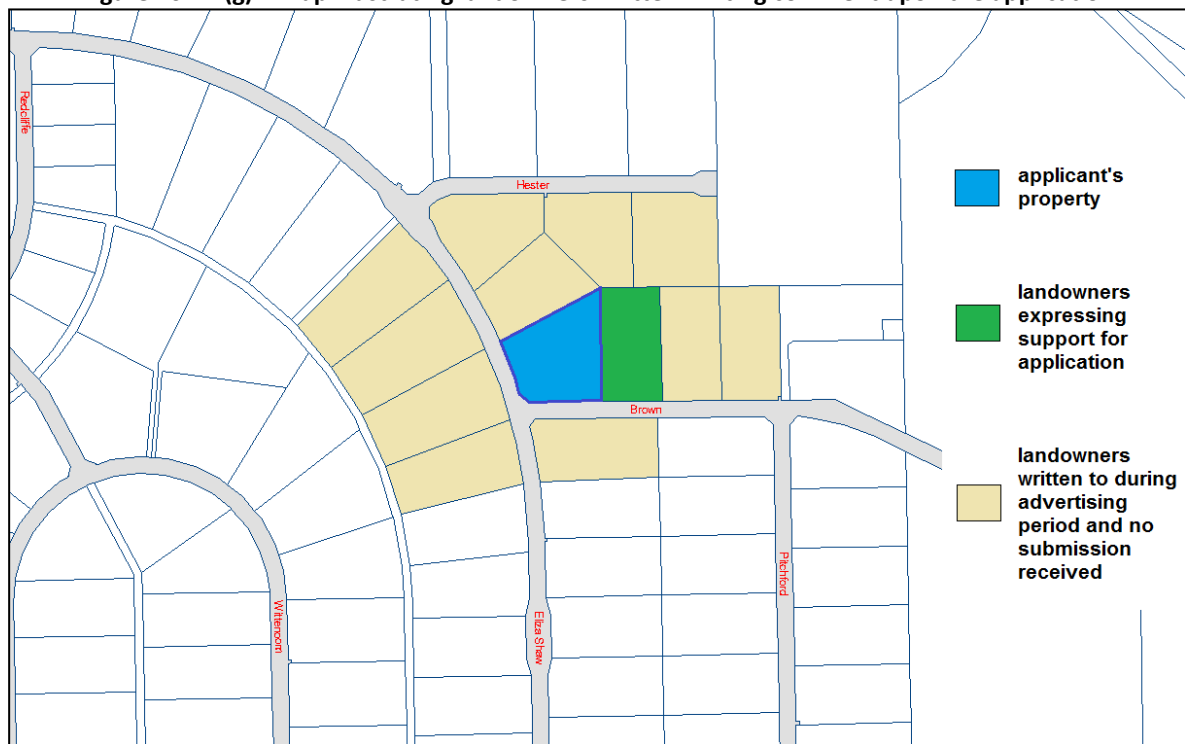 Redcliffe
Hester
applicant's
property
landowners
expressing
support for
application
Brown
landowners
written to during
advertising
period and no
submission
received
Pitchford
Wittenoom
Eliza Shaw